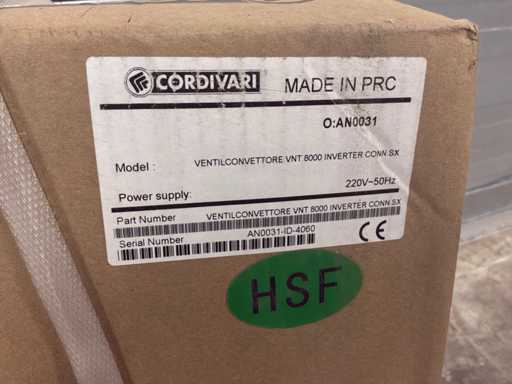 CORDIVARI MADE IN PRC
O:AN0031
Model : VENTILCONVETTORE VNT 8000 INVERTER CONN.SX
Power supply: 220V~50Hz
Part Number VENTILCONVETTORE VNT 8000 INVERTER CONN.SX
Serial Number AN0031-ID-4060
CE
HSF